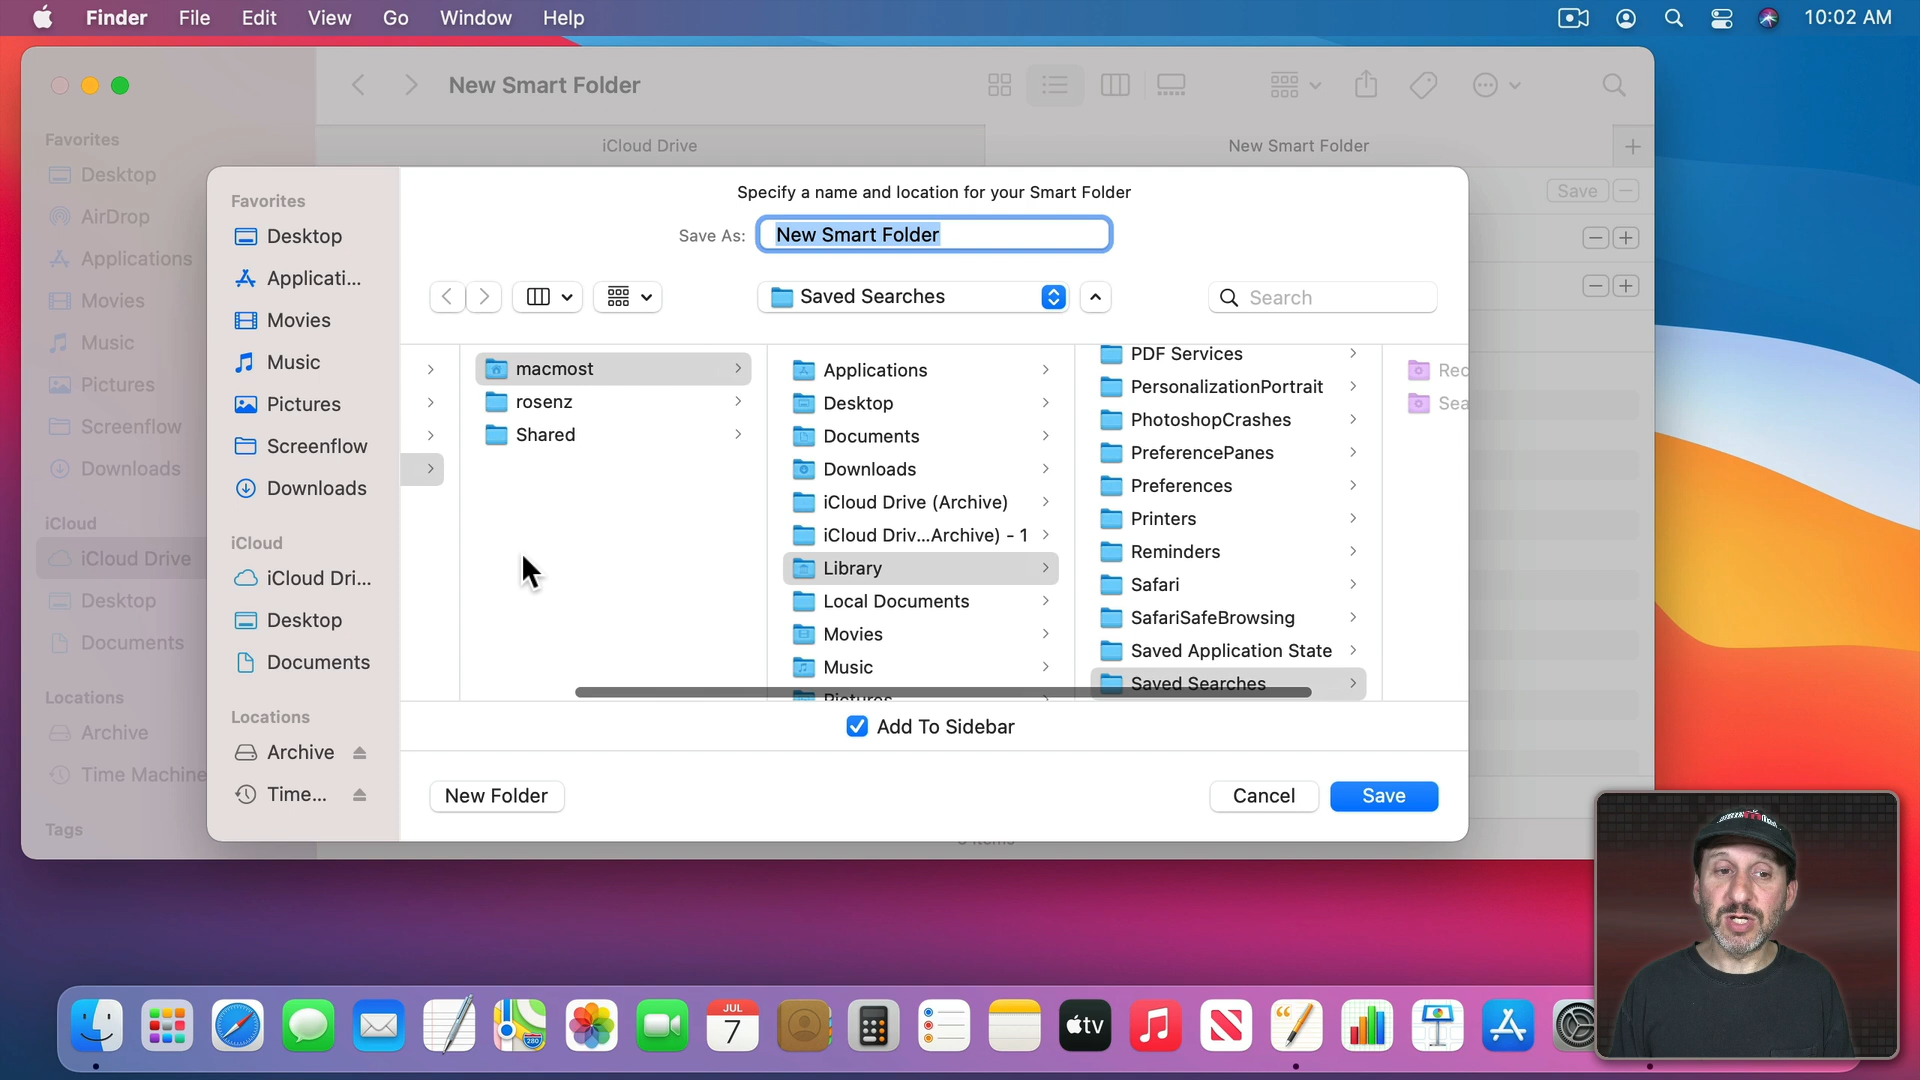 Finder File Edit View Go Window Help 10:02 AM
New Smart Folder
iCloud Drive New Smart Folder
Favorites
Desktop
AirDrop
Applications
Movies
Music
Pictures
Screenflow
Downloads
iCloud
iCloud Drive
Desktop
Documents
Locations
Archive
Time Machine
Tags
Save
Specify a name and location for your Smart Folder
Save As: New Smart Folder
Saved Searches
Search
Favorites
Desktop
Applicati...
Movies
Music
Pictures
Screenflow
Downloads
iCloud
iCloud Dri...
Desktop
Documents
Locations
Archive
Time...
macmost
rosenz
Shared
Applications
Desktop
Documents
Downloads
iCloud Drive (Archive)
iCloud Driv...Archive) - 1
Library
Local Documents
Movies
Music
Pictures
PDF Services
PersonalizationPortrait
PhotoshopCrashes
PreferencePanes
Preferences
Printers
Reminders
Safari
SafariSafeBrowsing
Saved Application State
Saved Searches
Rec
Sea
Add To Sidebar
New Folder Cancel Save
280
JUL
7
tv